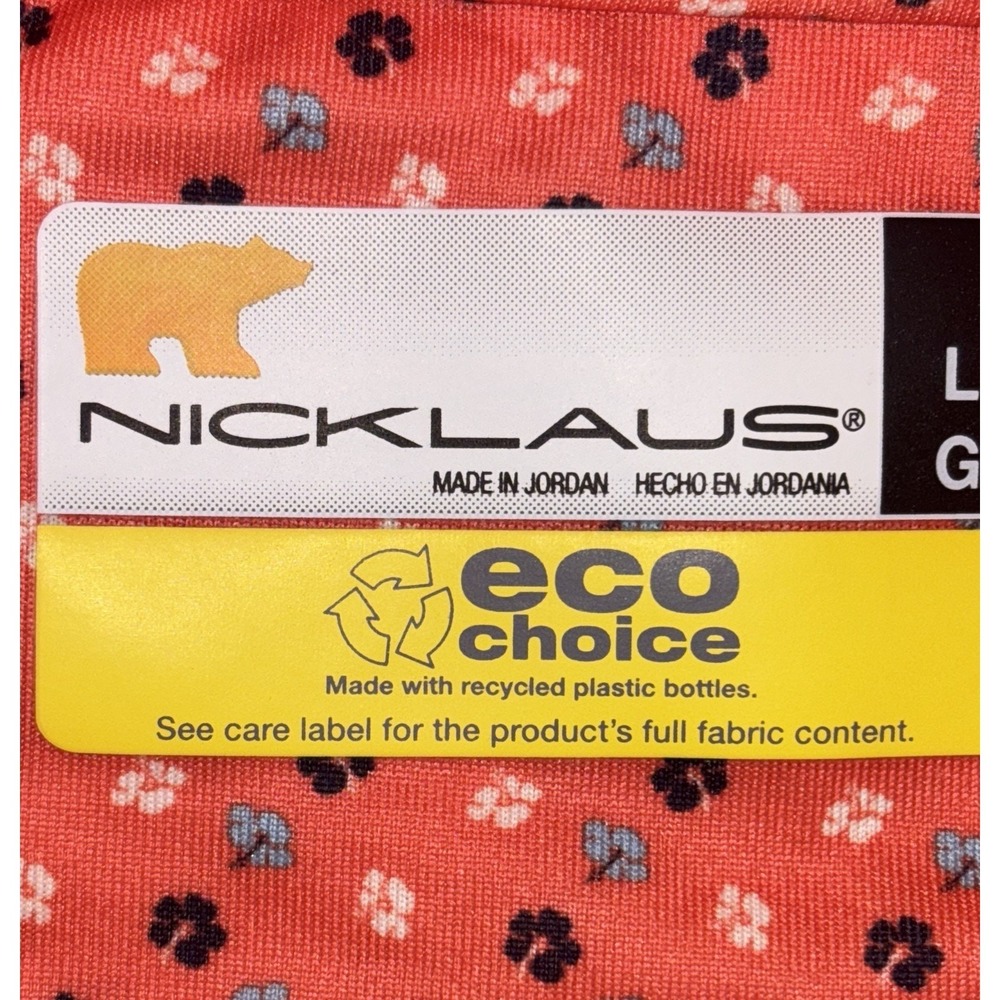 NICKLAUS®
MADE IN JORDAN HECHO EN JORDANIA
L
G
eco
choice
Made with recycled plastic bottles.
See care label for the product's full fabric content.